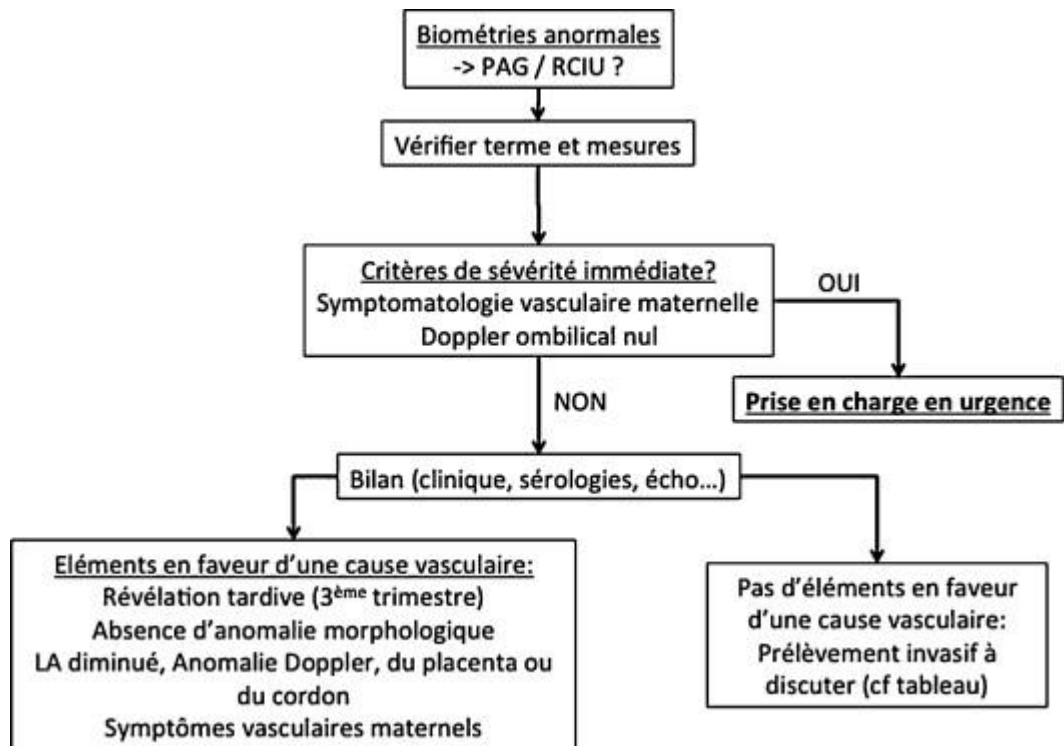 Biométries anormales
-> PAG / RCIU ?
Vérifier terme et mesures
Critères de sévérité immédiate?
Symptomatologie vasculaire maternelle
Doppler ombilical nul
OUI
Prise en charge en urgence
NON
Bilan (clinique, sérologies, écho...)
Eléments en faveur d'une cause vasculaire:
Révélation tardive (3ème trimestre)
Absence d'anomalie morphologique
LA diminué, Anomalie Doppler, du placenta ou
du cordon
Symptômes vasculaires maternels
Pas d'éléments en faveur
d'une cause vasculaire:
Prélèvement invasif à
discuter (cf tableau)